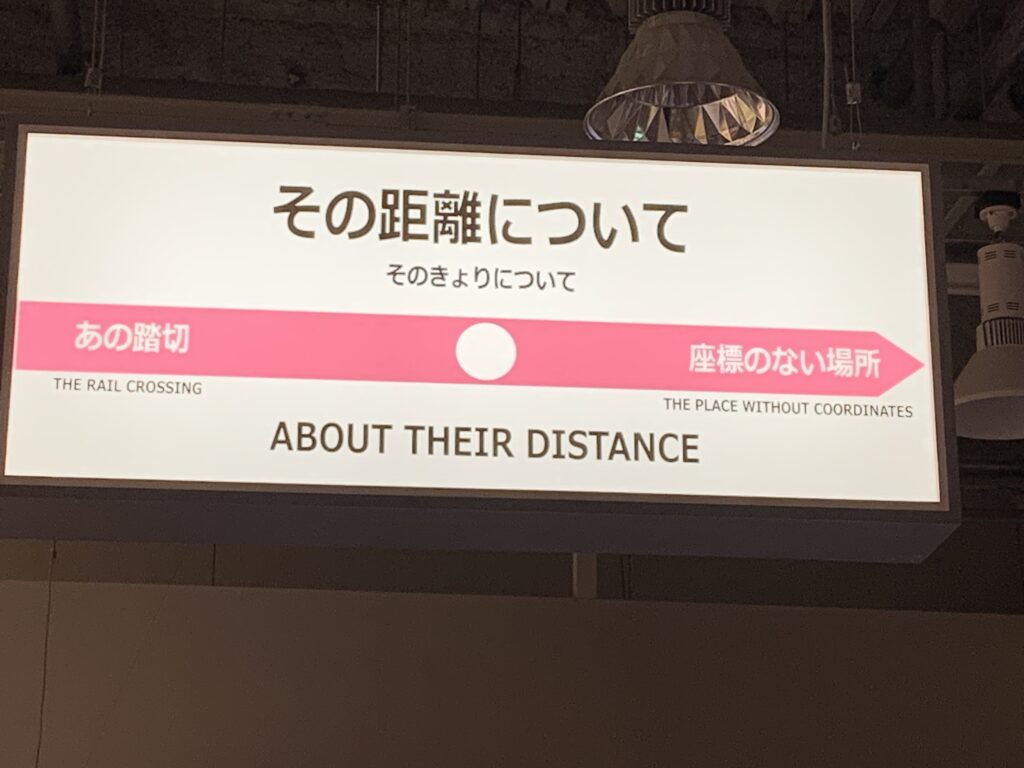 その距離について
そのきょりについて
あの踏切
座標のない場所
THE RAIL CROSSING
THE PLACE WITHOUT COORDINATES
ABOUT THEIR DISTANCE